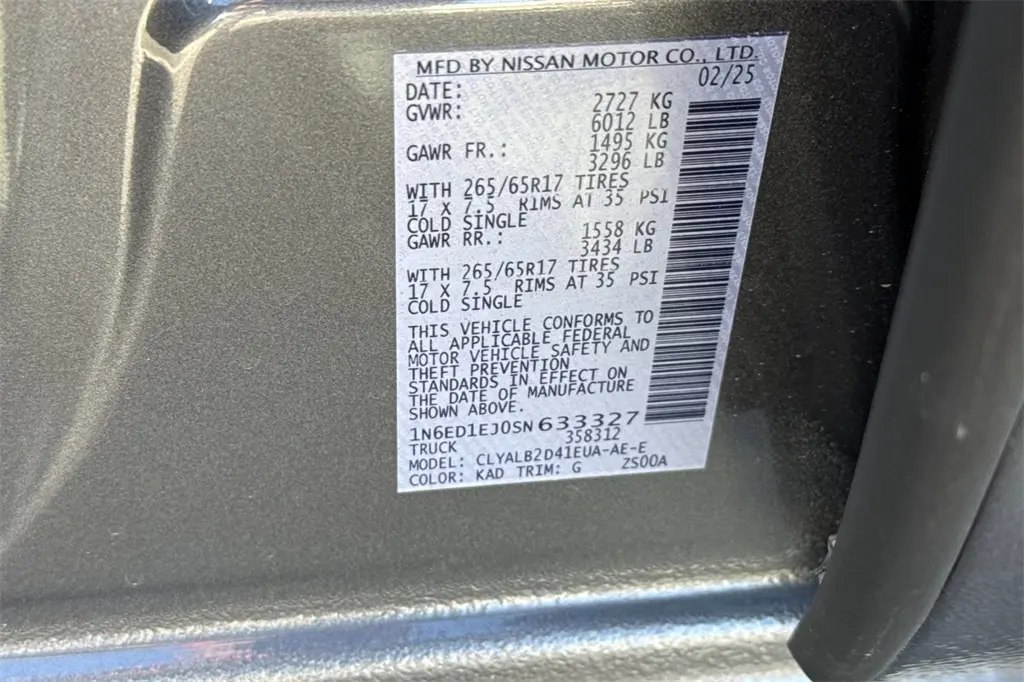 MFD BY NISSAN MOTOR CO., LTD.
DATE: 02/25
GVWR: 2727 KG
6012 LB
GAWR FR.: 1495 KG
3296 LB
WITH 265/65R17 TIRES
17 X 7.5 RIMS AT 35 PSI
COLD SINGLE
GAWR RR.: 1558 KG
3434 LB
WITH 265/65R17 TIRES
17 X 7.5 RIMS AT 35 PSI
COLD SINGLE
THIS VEHICLE CONFORMS TO
ALL APPLICABLE FEDERAL
MOTOR VEHICLE SAFETY AND
THEFT PREVENTION
STANDARDS IN EFFECT ON
THE DATE OF MANUFACTURE
SHOWN ABOVE.
1N6ED1EJ0SN633327
TRUCK 358312
MODEL: CLYALB2D41EUA-AE-E
COLOR: KAD TRIM: G ZS00A